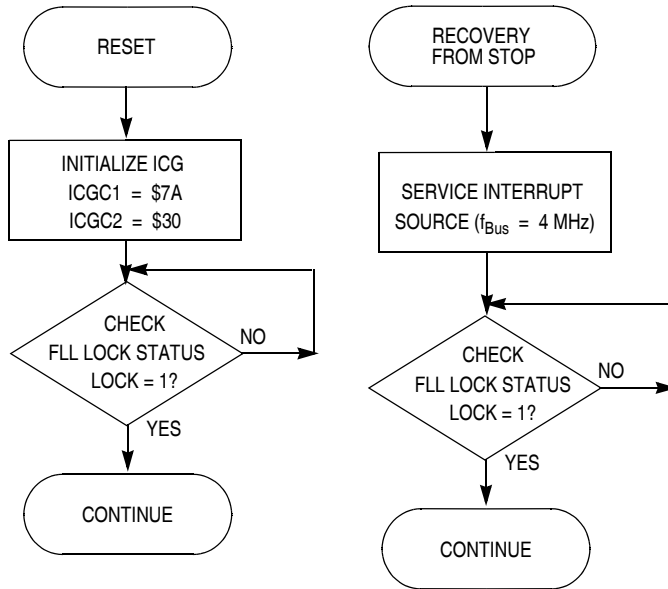 RESET
INITIALIZE ICG
ICGC1 = $7A
ICGC2 = $30
CHECK
FLL LOCK STATUS
LOCK = 1?
NO
YES
CONTINUE
RECOVERY
FROM STOP
SERVICE INTERRUPT
SOURCE (fBus = 4 MHz)
CHECK
FLL LOCK STATUS
LOCK = 1?
NO
YES
CONTINUE